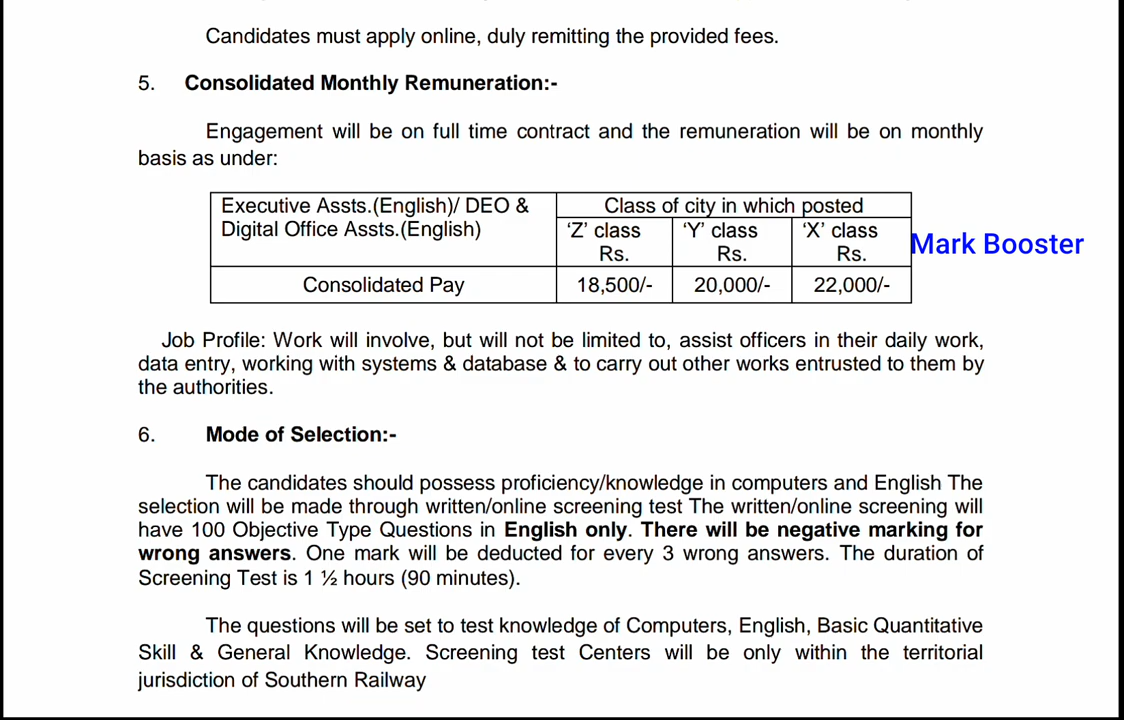 Candidates must apply online, duly remitting the provided fees.
5. Consolidated Monthly Remuneration:-
Engagement will be on full time contract and the remuneration will be on monthly
basis as under:
Executive Assts.(English)/ DEO &
Digital Office Assts.(English)
Class of city in which posted
'Z' class 'Y' class 'X' class
Rs. Rs. Rs.
Consolidated Pay 18,500/- 20,000/- 22,000/-
Mark Booster
Job Profile: Work will involve, but will not be limited to, assist officers in their daily work,
data entry, working with systems & database & to carry out other works entrusted to them by
the authorities.
6. Mode of Selection:-
The candidates should possess proficiency/knowledge in computers and English The
selection will be made through written/online screening test The written/online screening will
have 100 Objective Type Questions in English only. There will be negative marking for
wrong answers. One mark will be deducted for every 3 wrong answers. The duration of
Screening Test is 1 ½ hours (90 minutes).
The questions will be set to test knowledge of Computers, English, Basic Quantitative
Skill & General Knowledge. Screening test Centers will be only within the territorial
jurisdiction of Southern Railway